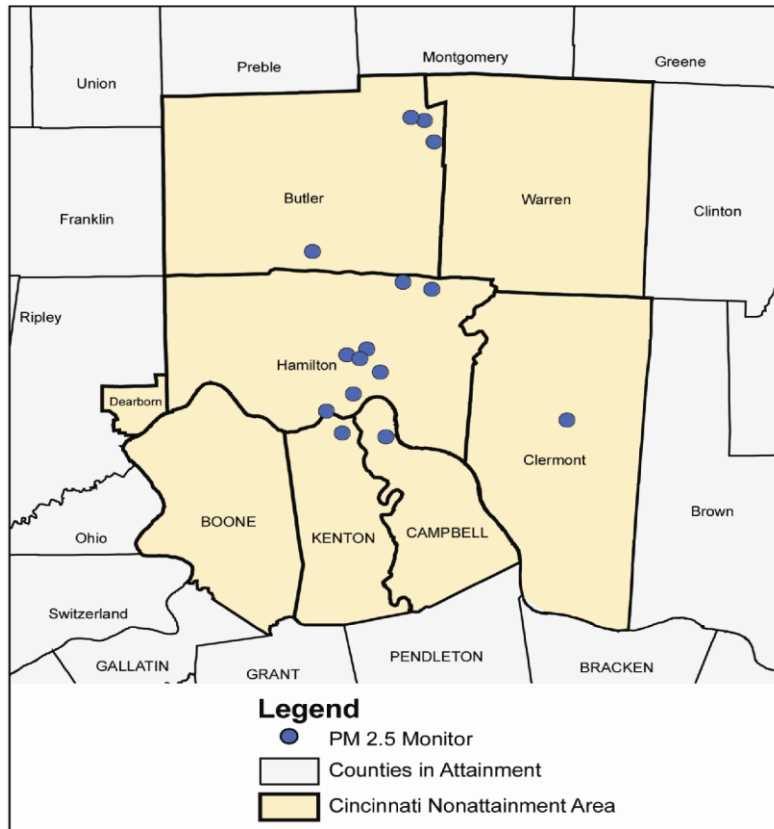 Montgomery
Greene
Preble
Union
Butler
Warren
Franklin
Clinton
Ripley
Hamilton
Dearborn
Clermont
BOONE
Brown
CAMPBELL
KENTON
Ohio
Switzerland
GALLATIN
GRANT
PENDLETON
BRACKEN
Legend
PM 2.5 Monitor
Counties in Attainment
Cincinnati Nonattainment Area